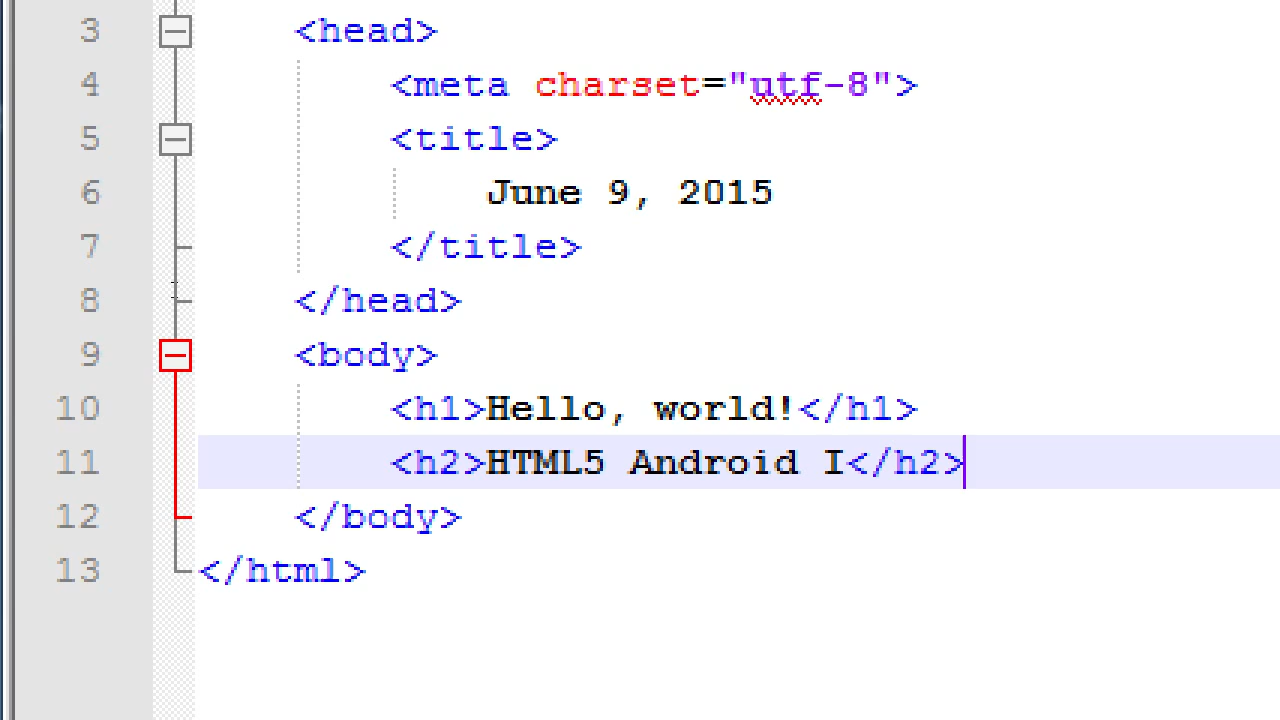 3 <head>
4 <meta charset="utf-8">
5 <title>
6 June 9, 2015
7 </title>
8 </head>
9 <body>
10 <h1>Hello, world!</h1>
11 <h2>HTML5 Android I</h2>
12 </body>
13 </html>